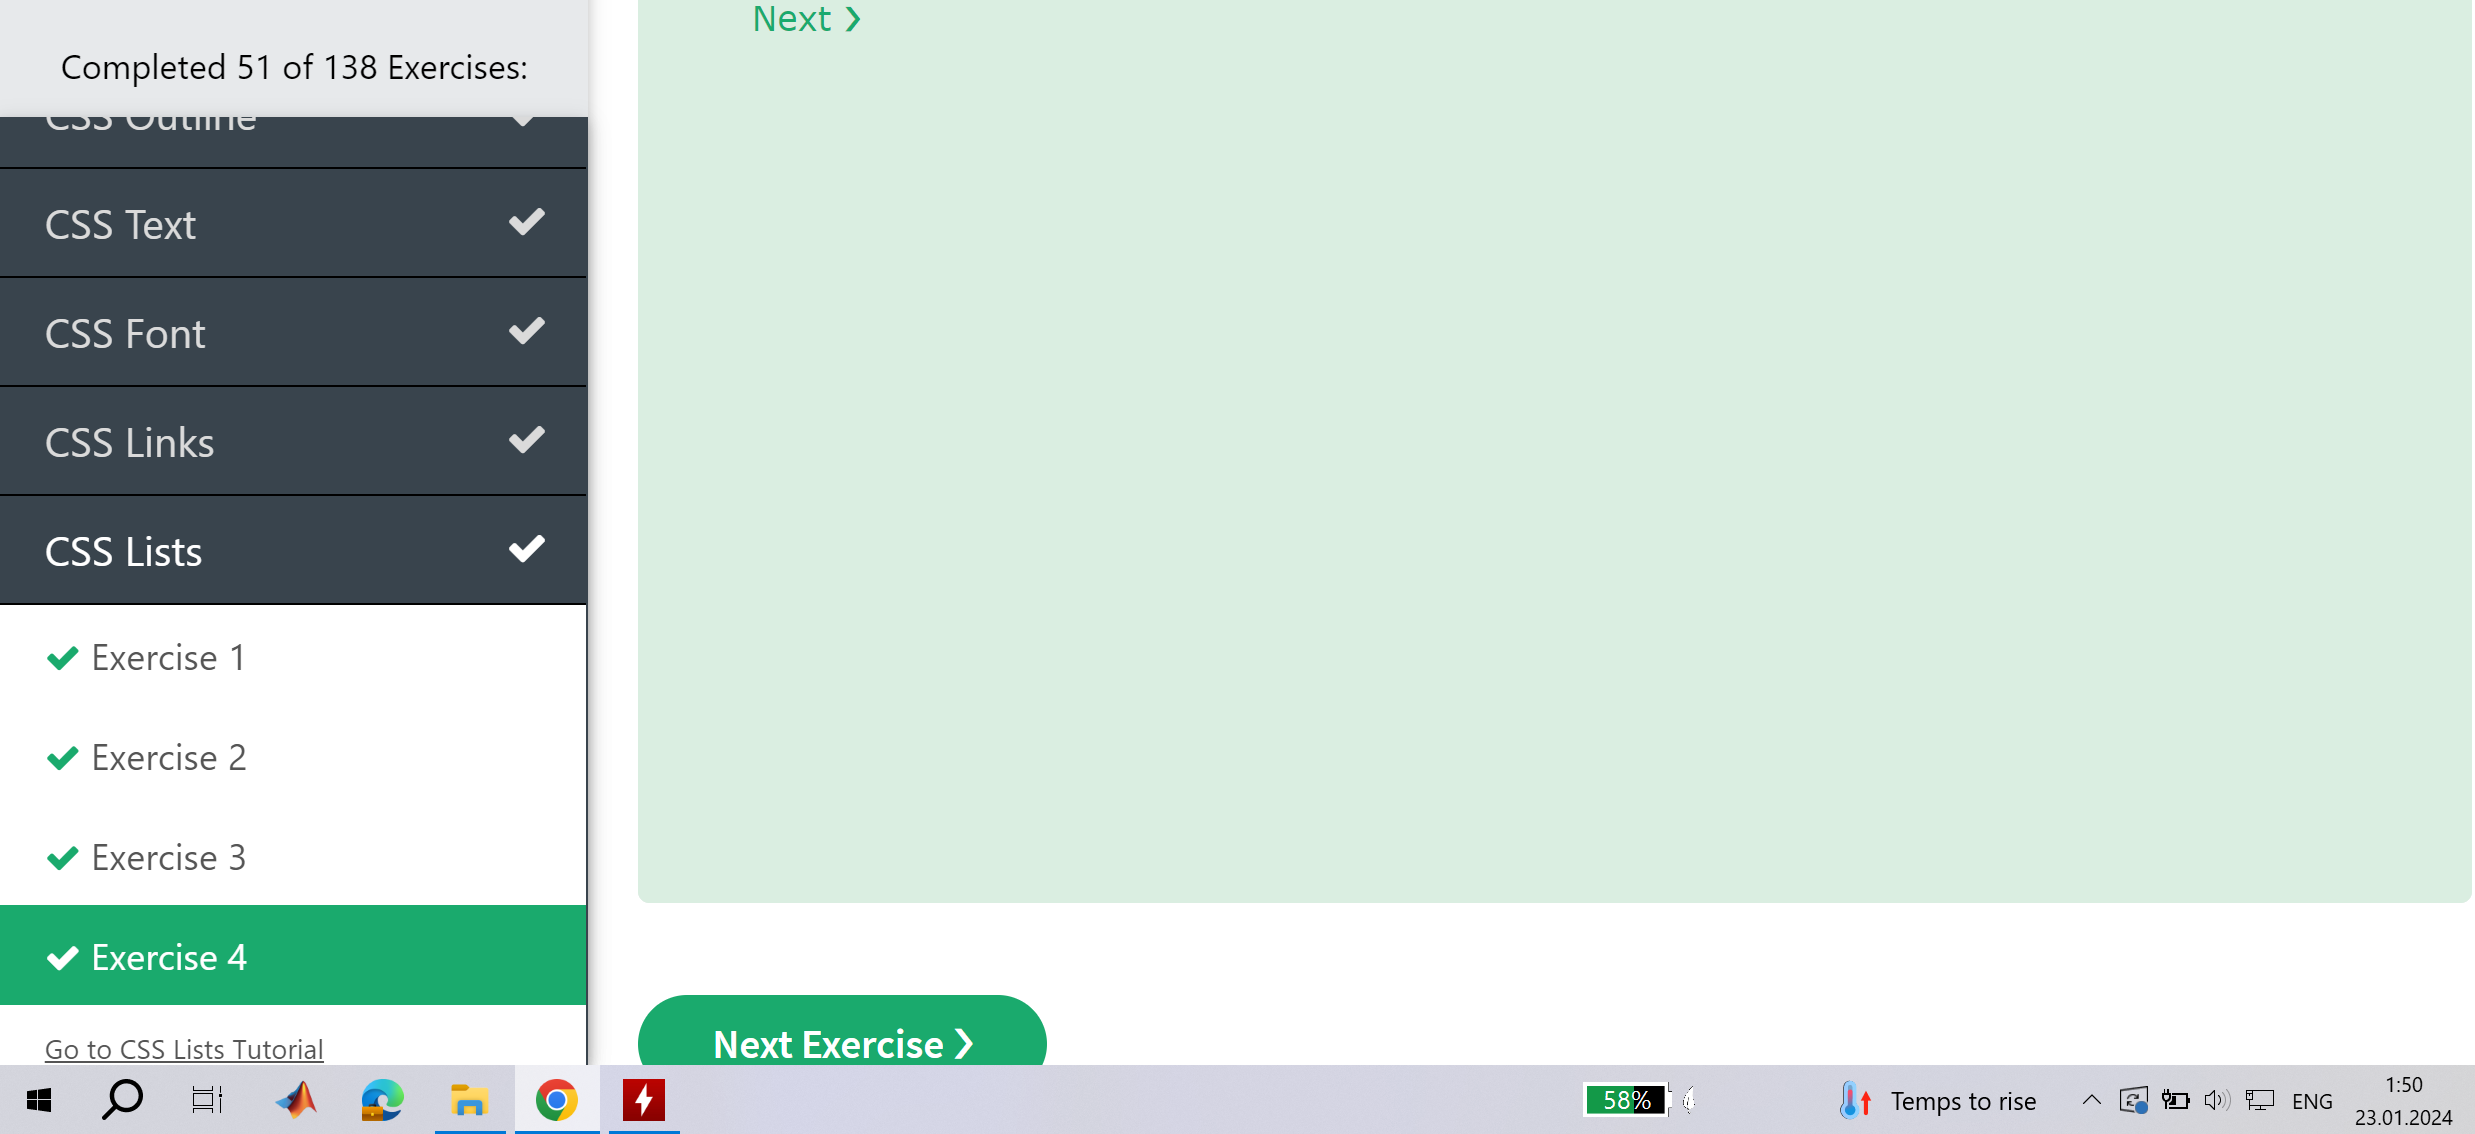 Completed 51 of 138 Exercises:
CSS Outline
CSS Text
CSS Font
CSS Links
CSS Lists
Exercise 1
Exercise 2
Exercise 3
Exercise 4
Go to CSS Lists Tutorial
Next ❯
Next Exercise ❯
58%
Temps to rise
ENG
1:50
23.01.2024